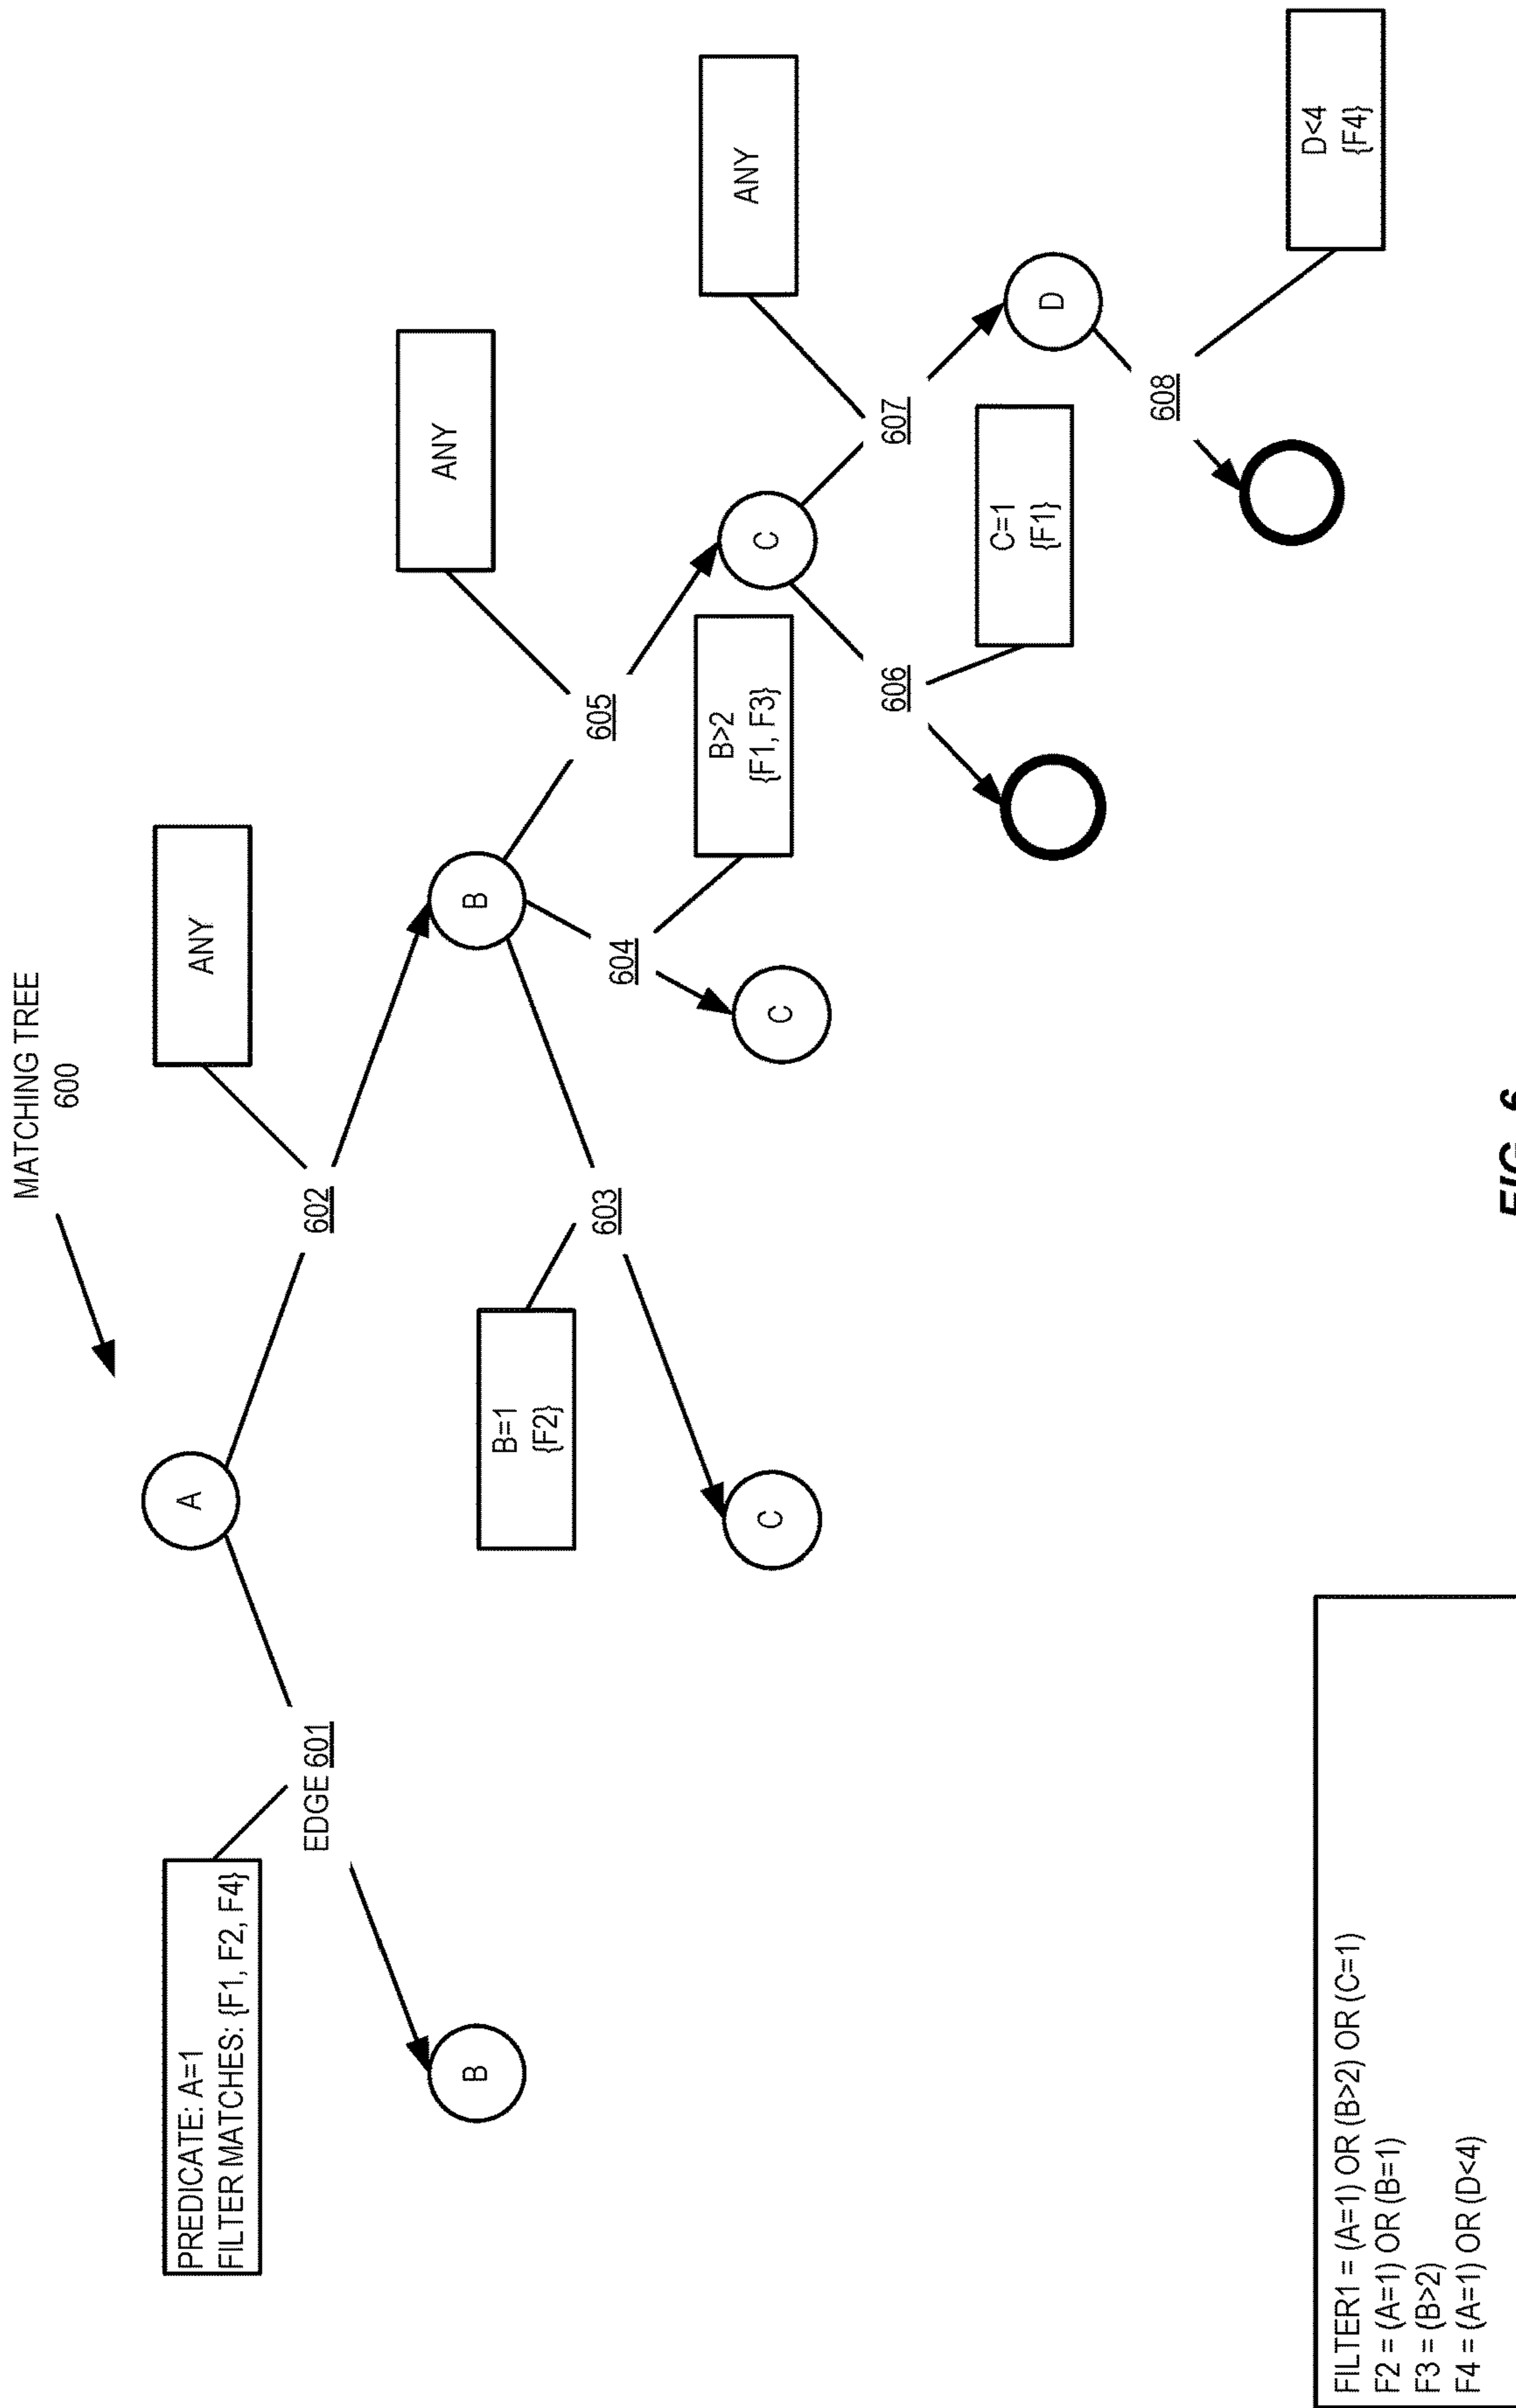 MATCHING TREE
600
A
PREDICATE: A=1
FILTER MATCHES: {F1, F2, F4}
EDGE 601
602
ANY
B
B
B=1
{F2}
603
604
B>2
{F1, F3}
605
ANY
C
C
C
606
C=1
{F1}
607
ANY
D
608
D<4
{F4}
FILTER1 = (A=1) OR (B>2) OR (C=1)
F2 = (A=1) OR (B=1)
F3 = (B>2)
F4 = (A=1) OR (D<4)
FIG. 6